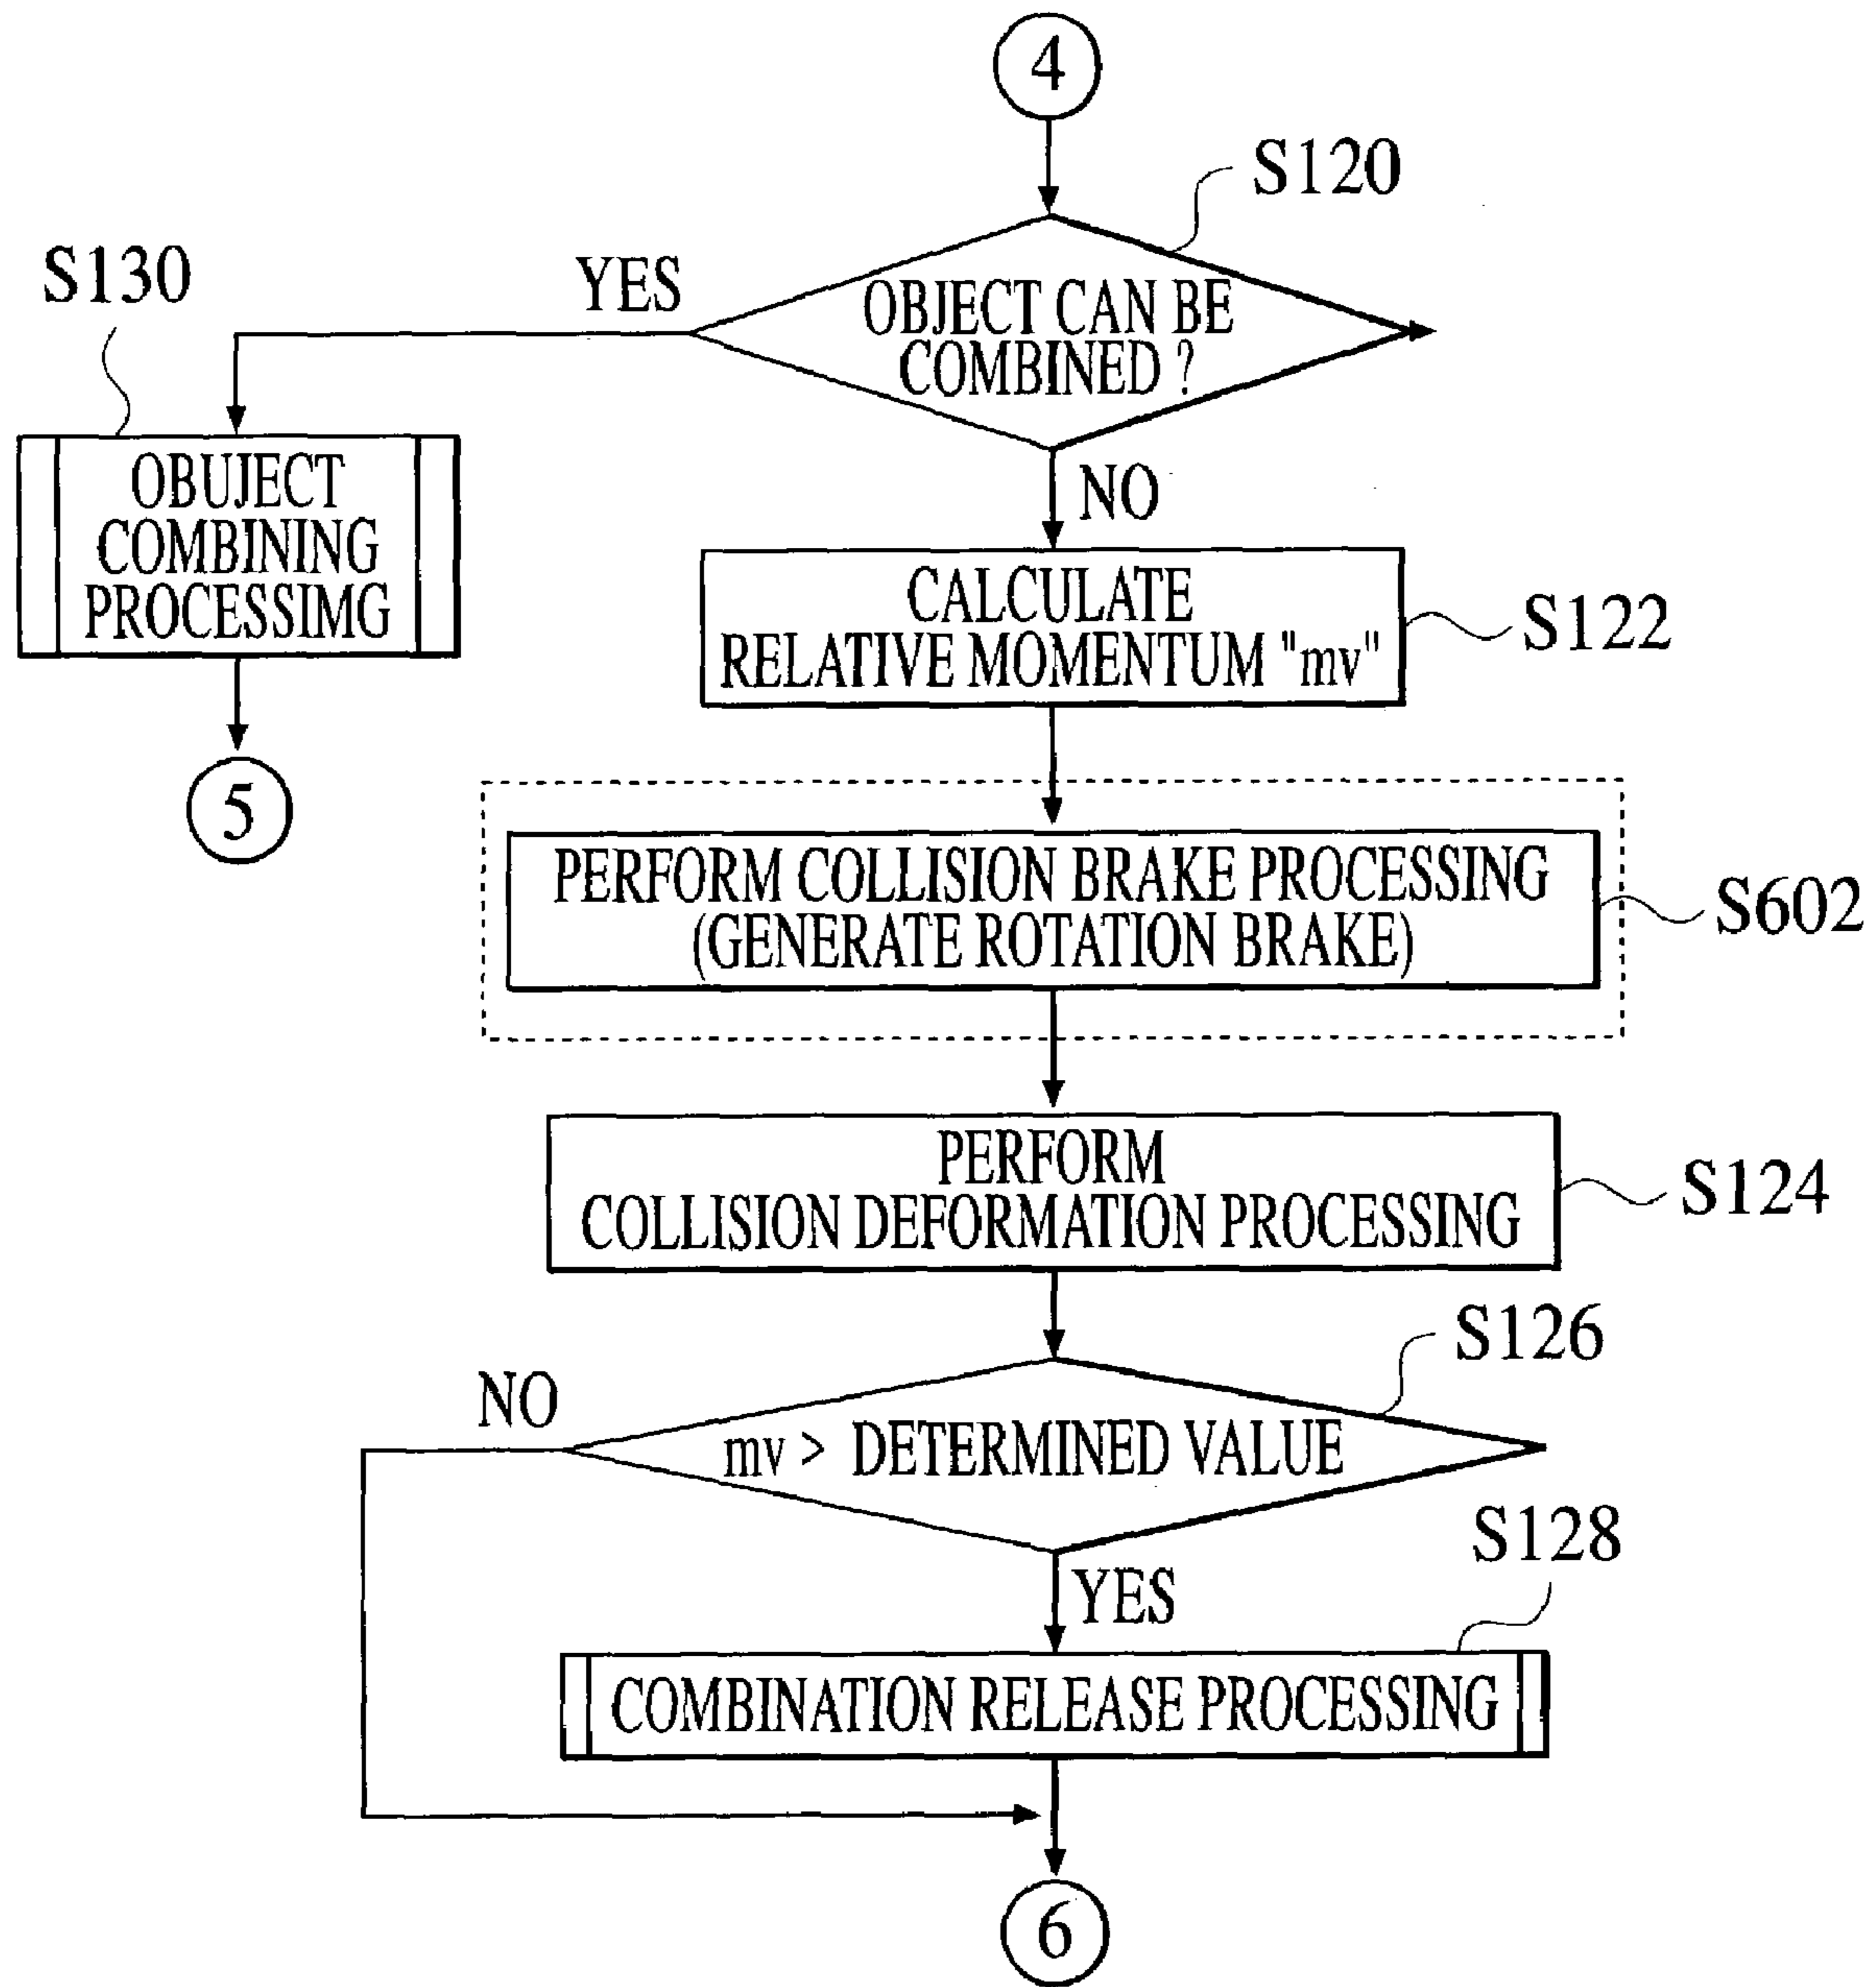 4
S120
S130
YES
OBJECT CAN BE
COMBINED ?
OBUJECT
COMBINING
PROCESSIMG
NO
CALCULATE
RELATIVE MOMENTUM "mv"
S122
5
PERFORM COLLISION BRAKE PROCESSING
(GENERATE ROTATION BRAKE)
S602
PERFORM
COLLISION DEFORMATION PROCESSING
S124
S126
NO
mv > DETERMINED VALUE
S128
YES
COMBINATION RELEASE PROCESSING
6